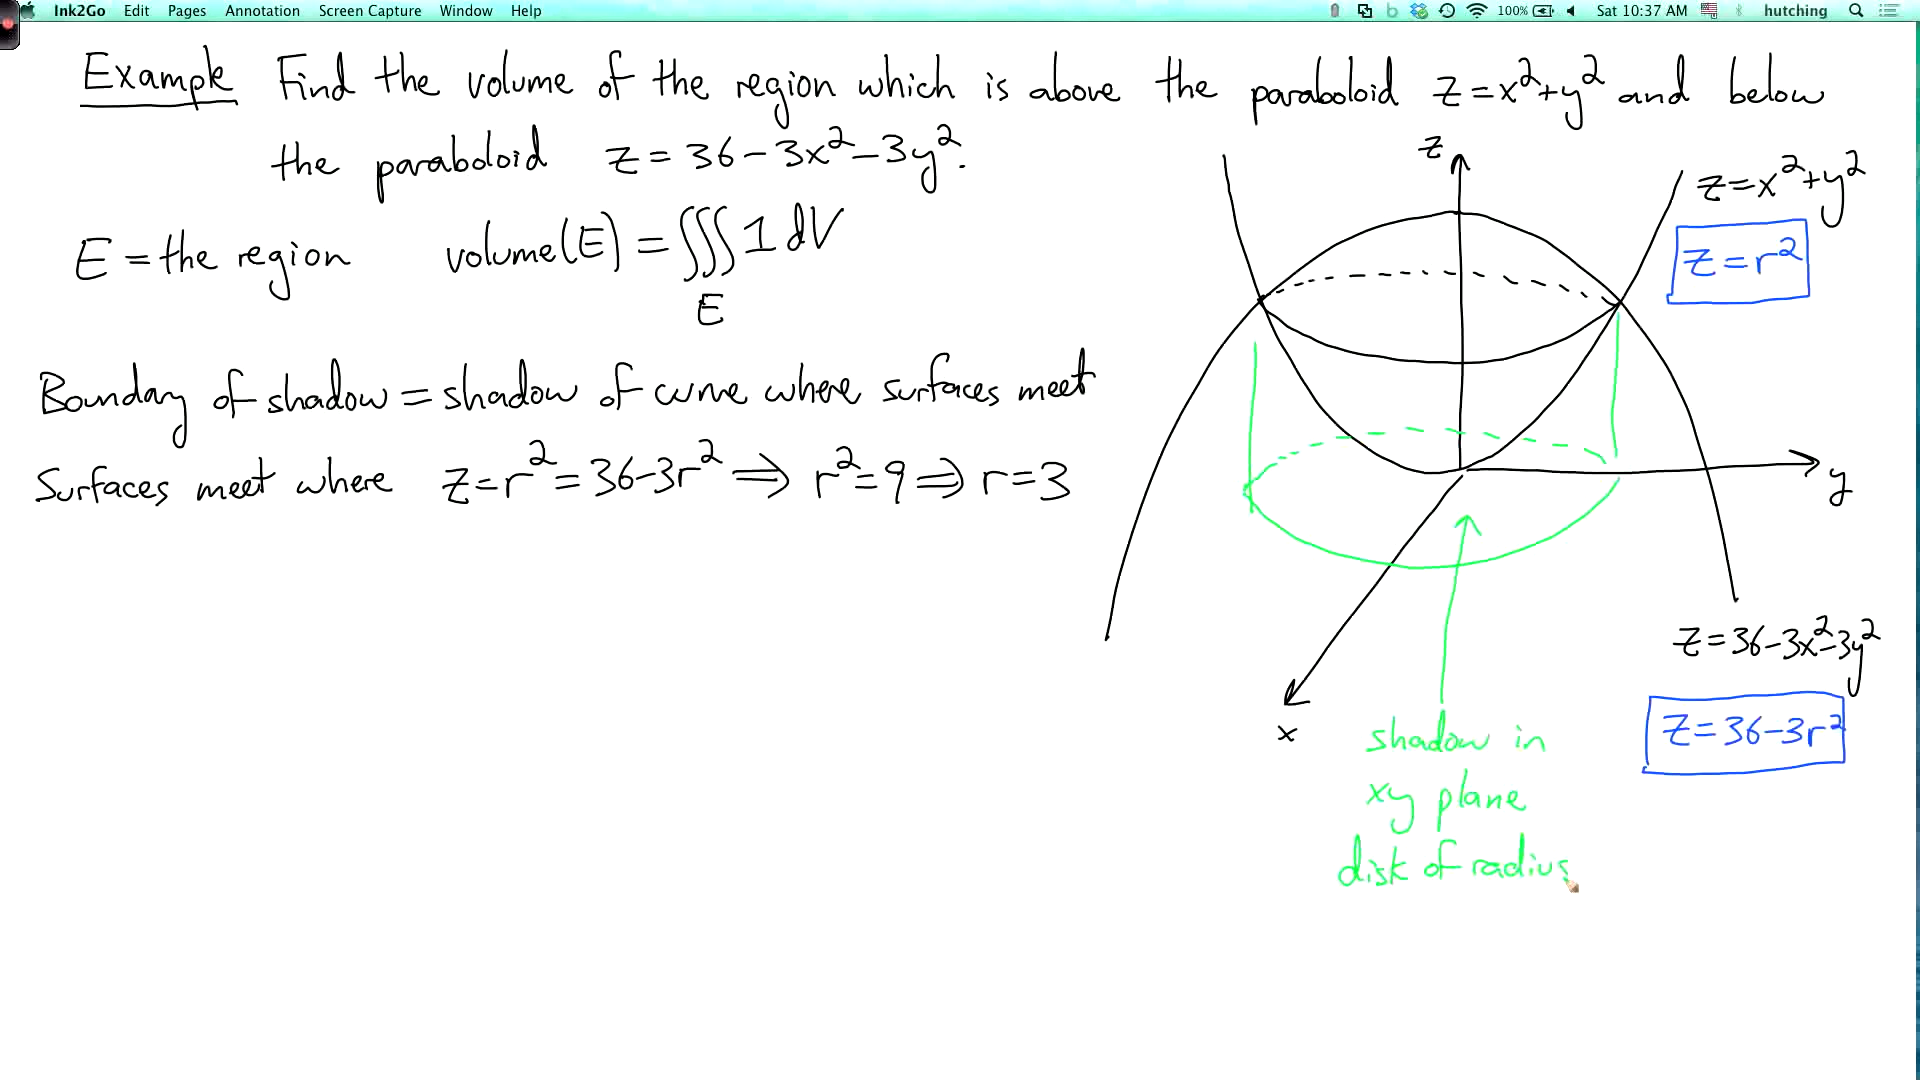 Ink2Go Edit Pages Annotation Screen Capture Window Help 100% Sat 10:37 AM hutching
Example Find the volume of the region which is above the paraboloid z=x²+y² and below
the paraboloid z=36-3x²-3y².
E = the region volume(E) = ∭ 1 dV
E
Boundary of shadow = shadow of curve where surfaces meet
Surfaces meet where z=r²=36-3r² ⟹ r²=9 ⟹ r=3
z
z=x²+y²
z=r²
y
x
z=36-3x²-3y²
z=36-3r²
shadow in
xy plane
disk of radius